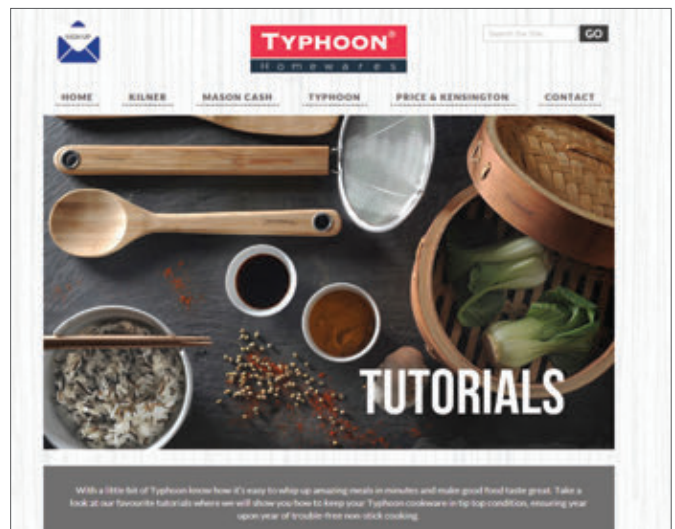 SIGN UP
TYPHOON®
Homewares
Search the Site...
GO
HOME
KILNER
MASON CASH
TYPHOON
PRICE & KENSINGTON
CONTACT
TUTORIALS
With a little bit of Typhoon know how it's easy to whip up amazing meals in minutes and make good food taste great. Take a
look at our favourite tutorials where we will show you how to keep your Typhoon cookware in tip top condition, ensuring year
upon year of trouble-free non-stick cooking.